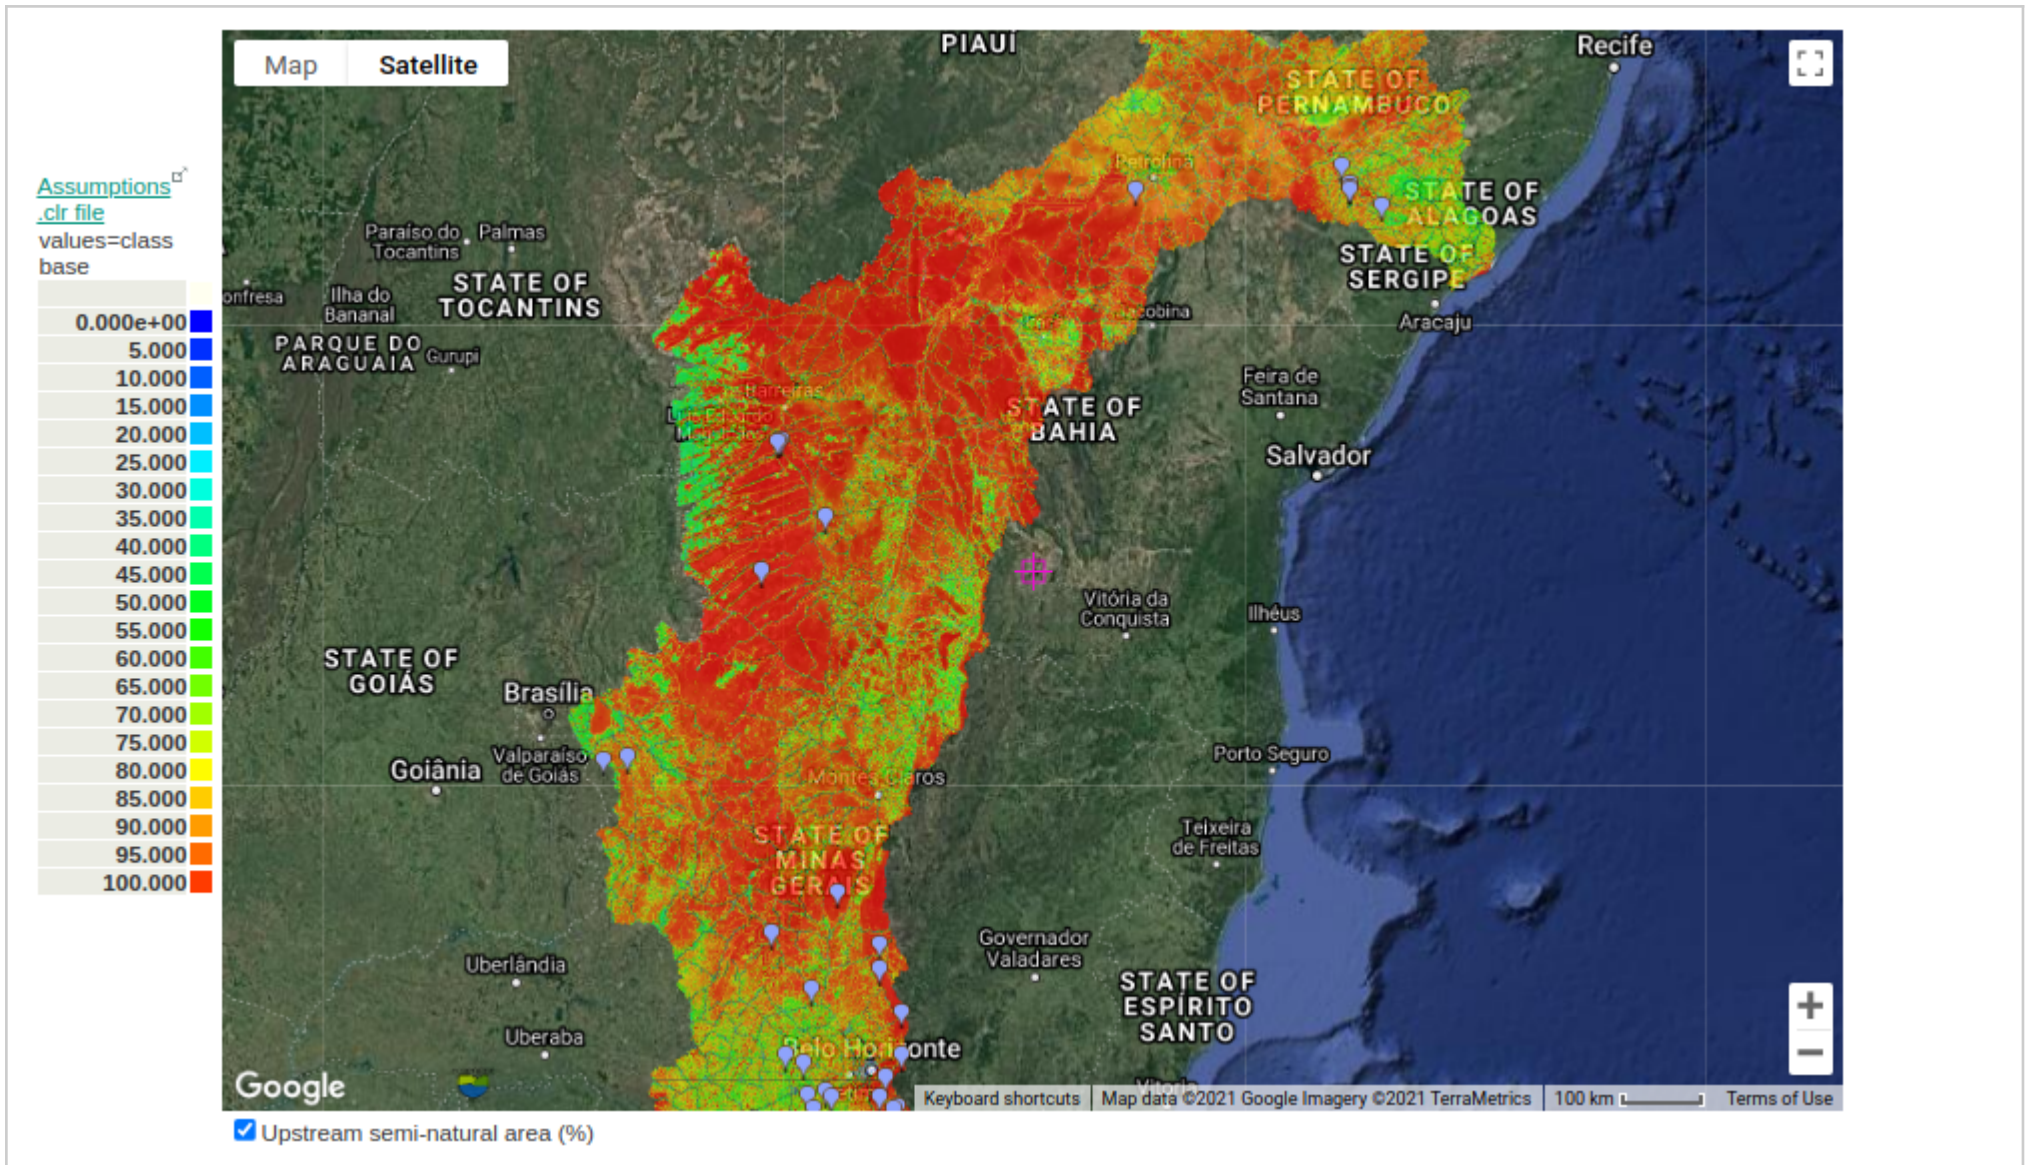 Map
Satellite
PIAUÍ
Recife
STATE OF
PERNAMBUCO
Petrolina
STATE OF
ALAGOAS
STATE OF
SERGIPE
Aracaju
Assumptions
.clr file
values=class
base
0.000e+00
5.000
10.000
15.000
20.000
25.000
30.000
35.000
40.000
45.000
50.000
55.000
60.000
65.000
70.000
75.000
80.000
85.000
90.000
95.000
100.000
Paraíso do
Tocantins
Palmas
STATE OF
TOCANTINS
onfresa
Ilha do
Bananal
PARQUE DO
ARAGUAIA
Gurupi
acobina
Feira de
Santana
Barreiras
STATE OF
BAHIA
Salvador
Vitória da
Conquista
Ilhéus
STATE OF
GOIÁS
Brasília
Valparaíso
de Goiás
Goiânia
Porto Seguro
Montes Claros
STATE OF
MINAS
GERAIS
Teixeira
de Freitas
Governador
Valadares
Uberlândia
STATE OF
ESPÍRITO
SANTO
Uberaba
Belo Horizonte
Vitoria
Google
Keyboard shortcuts
Map data ©2021 Google Imagery ©2021 TerraMetrics
100 km
Terms of Use
Upstream semi-natural area (%)